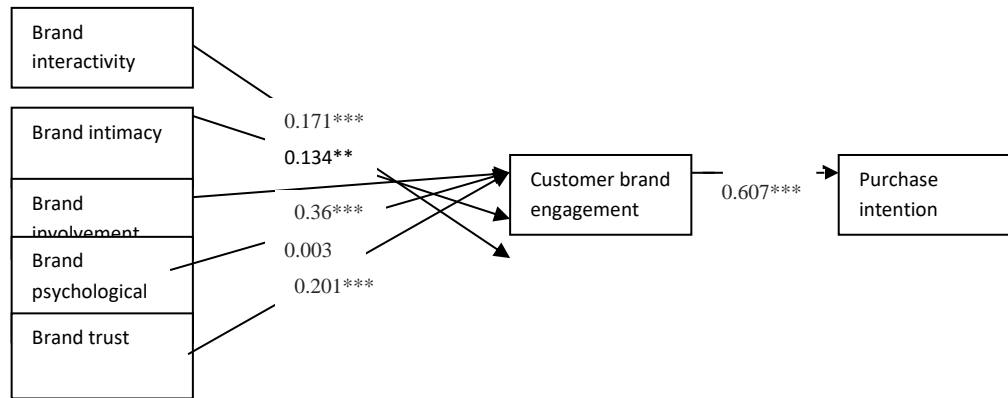 Brand
interactivity
Brand intimacy
Brand
involvement
Brand
psychological
Brand trust
0.171***
0.134**
0.36***
0.003
0.201***
Customer brand
engagement
0.607***
Purchase
intention